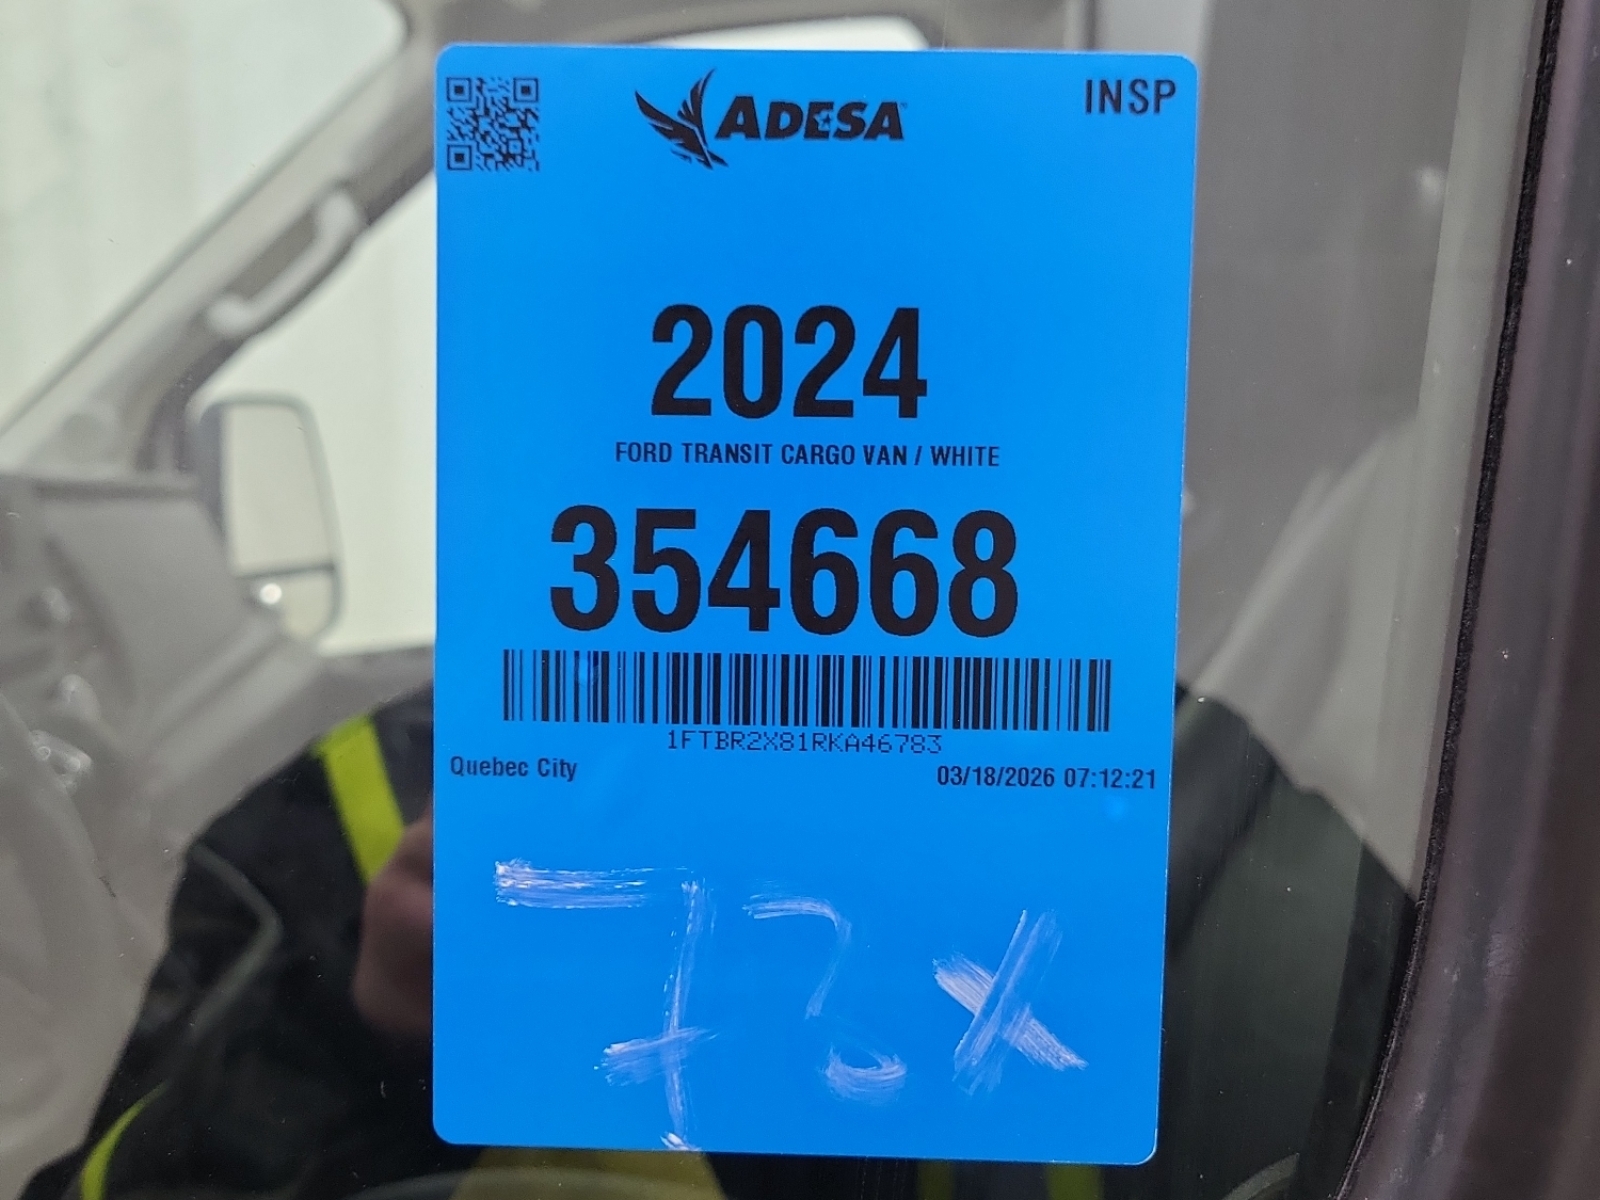 ADESA
INSP
2024
FORD TRANSIT CARGO VAN / WHITE
354668
1FTBR2X81RKA46783
Quebec City
03/18/2026 07:12:21